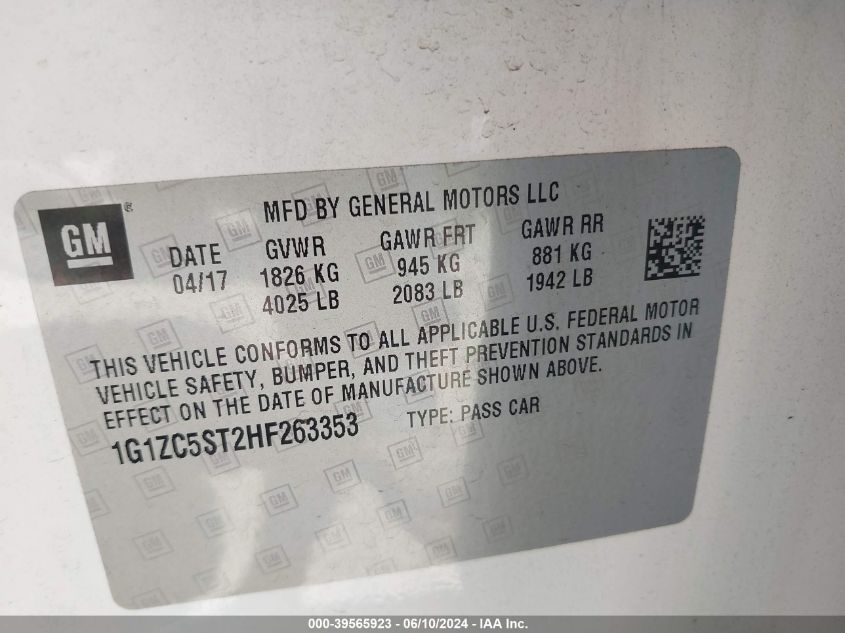 GM ®
MFD BY GENERAL MOTORS LLC
DATE GVWR GAWR FRT GAWR RR
04/17 1826 KG 945 KG 881 KG
4025 LB 2083 LB 1942 LB
THIS VEHICLE CONFORMS TO ALL APPLICABLE U.S. FEDERAL MOTOR
VEHICLE SAFETY, BUMPER, AND THEFT PREVENTION STANDARDS IN
EFFECT ON THE DATE OF MANUFACTURE SHOWN ABOVE.
1G1ZC5ST2HF263353 TYPE: PASS CAR
000-39565923 - 06/10/2024 - IAA Inc.